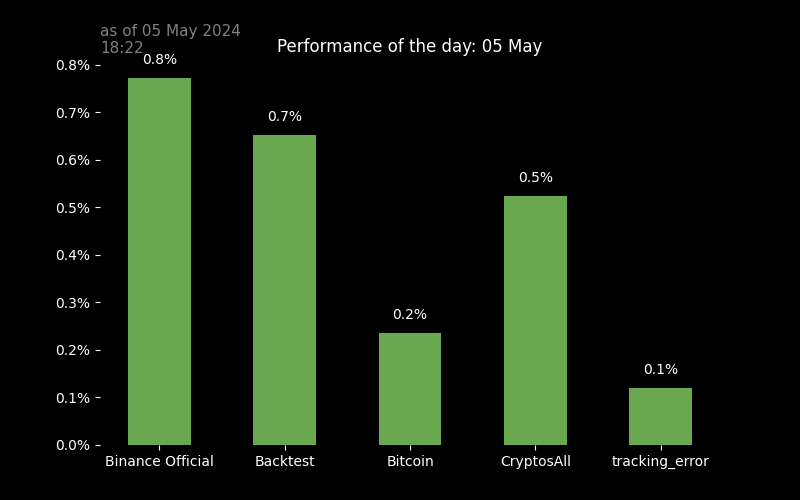 as of 05 May 2024
18:22
Performance of the day: 05 May
0.8%
0.7%
0.6%
0.5%
0.4%
0.3%
0.2%
0.1%
0.0%
0.8%
0.7%
0.2%
0.5%
0.1%
Binance Official
Backtest
Bitcoin
CryptosAll
tracking_error